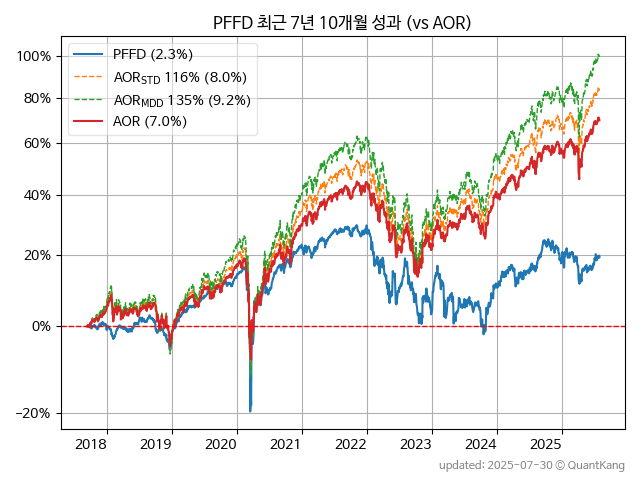 PFFD 최근 7년 10개월 성과 (vs AOR)
PFFD (2.3%)
AOR_STD 116% (8.0%)
AOR_MDD 135% (9.2%)
AOR (7.0%)
100%
80%
60%
40%
20%
0%
−20%
2018 2019 2020 2021 2022 2023 2024 2025
updated: 2025-07-30 © QuantKang